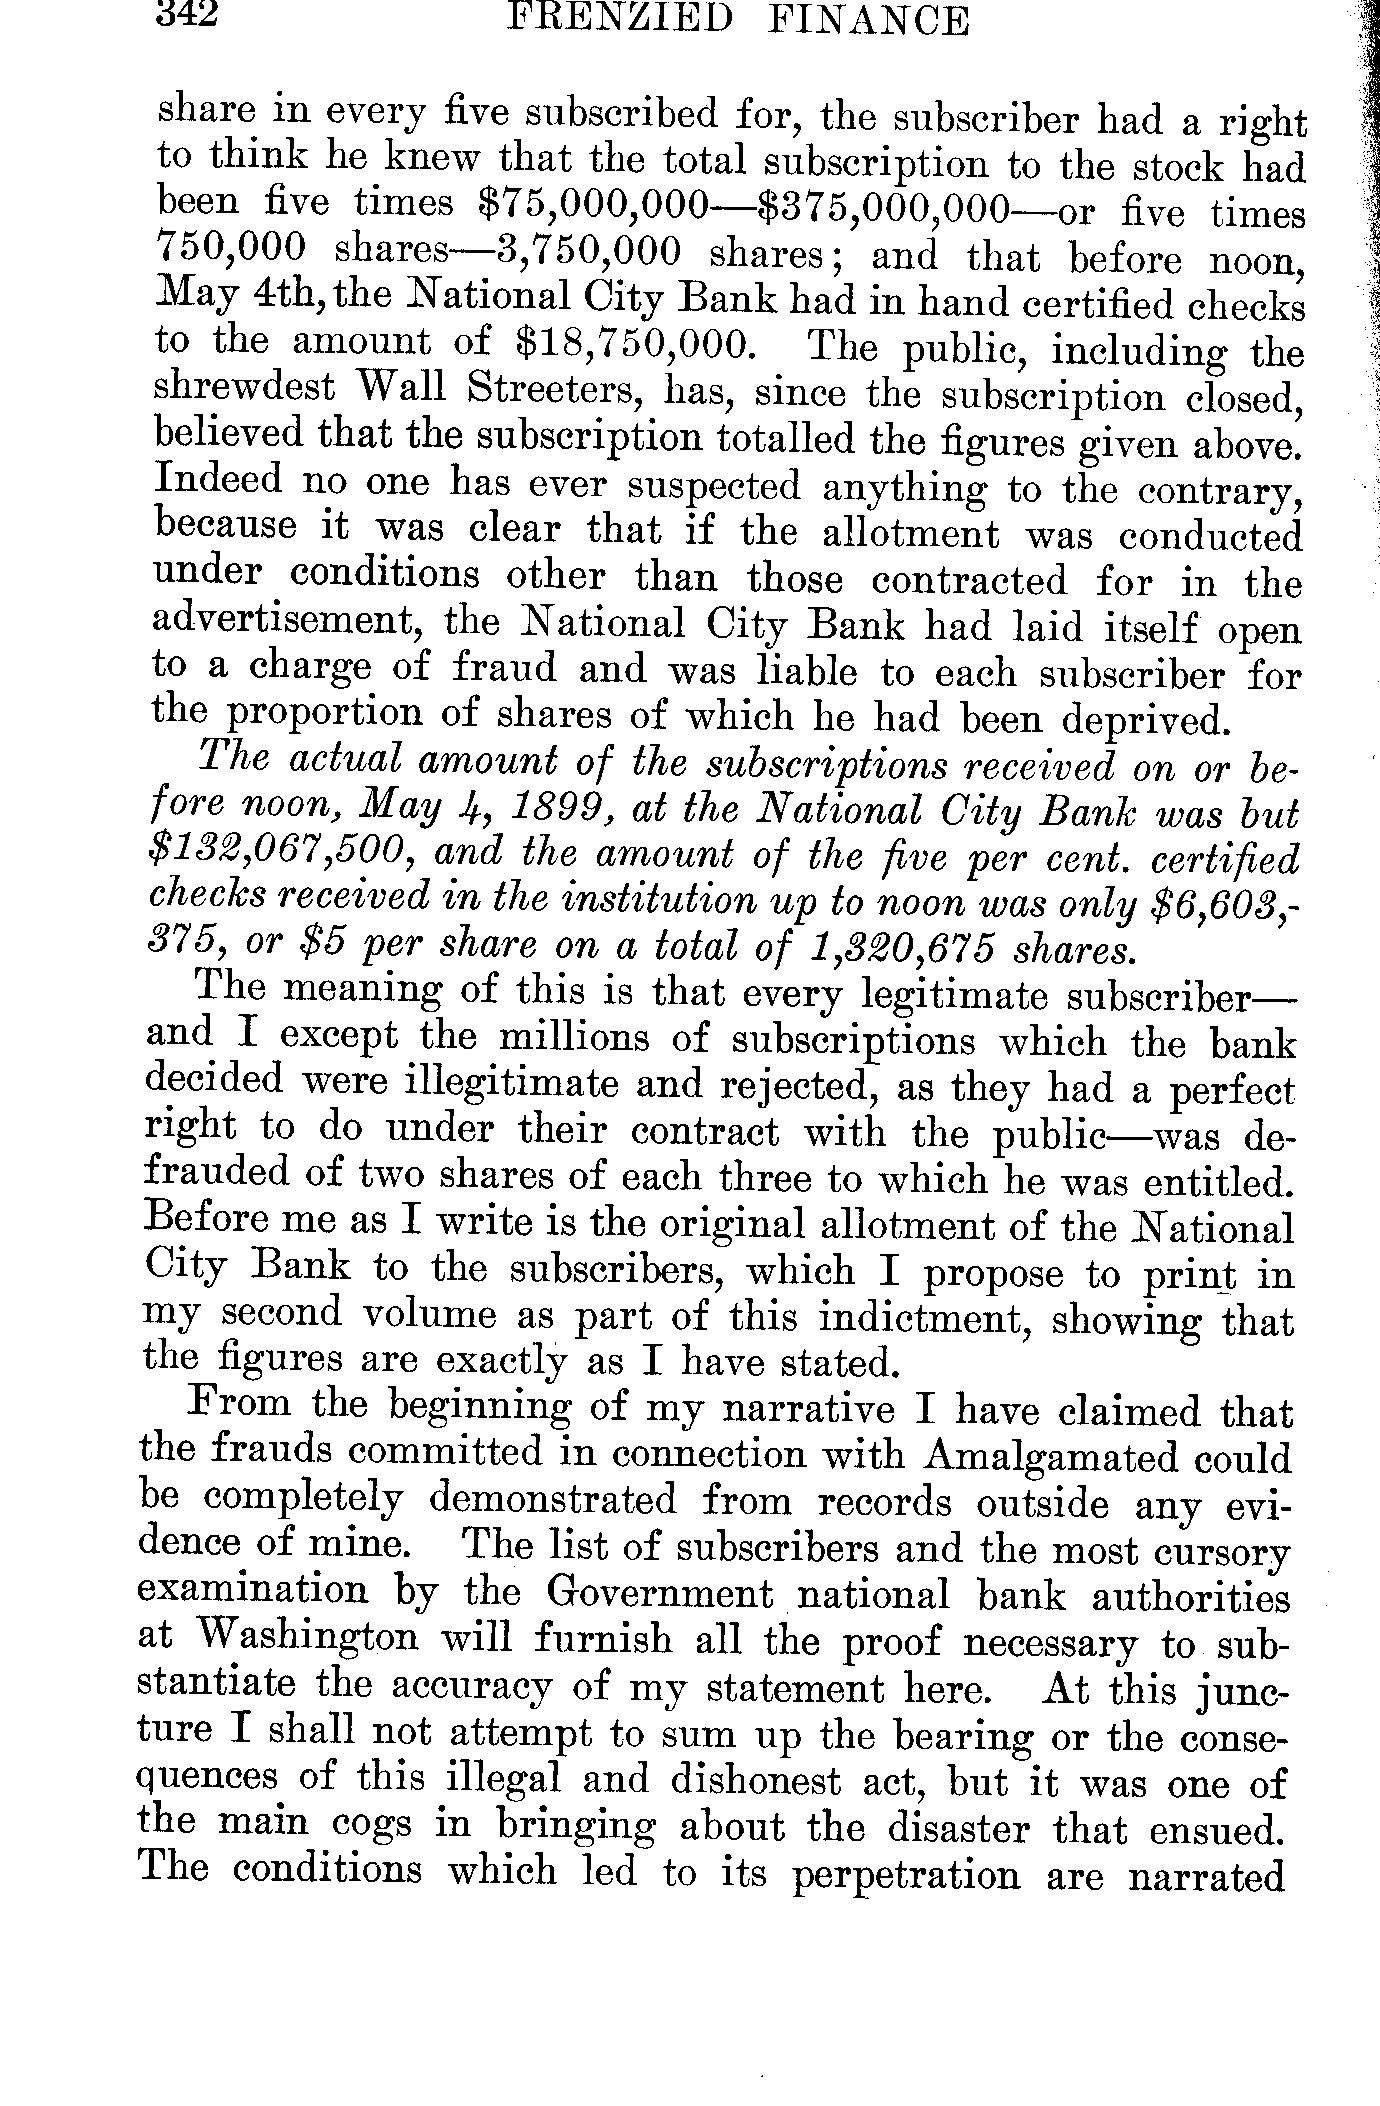 342 FRENZIED FINANCE
share in every five subscribed for, the subscriber had a right
to think he knew that the total subscription to the stock had
been five times $75,000,000—$375,000,000—or five times
750,000 shares—3,750,000 shares; and that before noon,
May 4th, the National City Bank had in hand certified checks
to the amount of $18,750,000. The public, including the
shrewdest Wall Streeters, has, since the subscription closed,
believed that the subscription totalled the figures given above.
Indeed no one has ever suspected anything to the contrary,
because it was clear that if the allotment was conducted
under conditions other than those contracted for in the
advertisement, the National City Bank had laid itself open
to a charge of fraud and was liable to each subscriber for
the proportion of shares of which he had been deprived.
The actual amount of the subscriptions received on or be-
fore noon, May 4, 1899, at the National City Bank was but
$132,067,500, and the amount of the five per cent. certified
checks received in the institution up to noon was only $6,603,-
375, or $5 per share on a total of 1,320,675 shares.
The meaning of this is that every legitimate subscriber—
and I except the millions of subscriptions which the bank
decided were illegitimate and rejected, as they had a perfect
right to do under their contract with the public—was de-
frauded of two shares of each three to which he was entitled.
Before me as I write is the original allotment of the National
City Bank to the subscribers, which I propose to print in
my second volume as part of this indictment, showing that
the figures are exactly as I have stated.
From the beginning of my narrative I have claimed that
the frauds committed in connection with Amalgamated could
be completely demonstrated from records outside any evi-
dence of mine. The list of subscribers and the most cursory
examination by the Government national bank authorities
at Washington will furnish all the proof necessary to sub-
stantiate the accuracy of my statement here. At this junc-
ture I shall not attempt to sum up the bearing or the conse-
quences of this illegal and dishonest act, but it was one of
the main cogs in bringing about the disaster that ensued.
The conditions which led to its perpetration are narrated